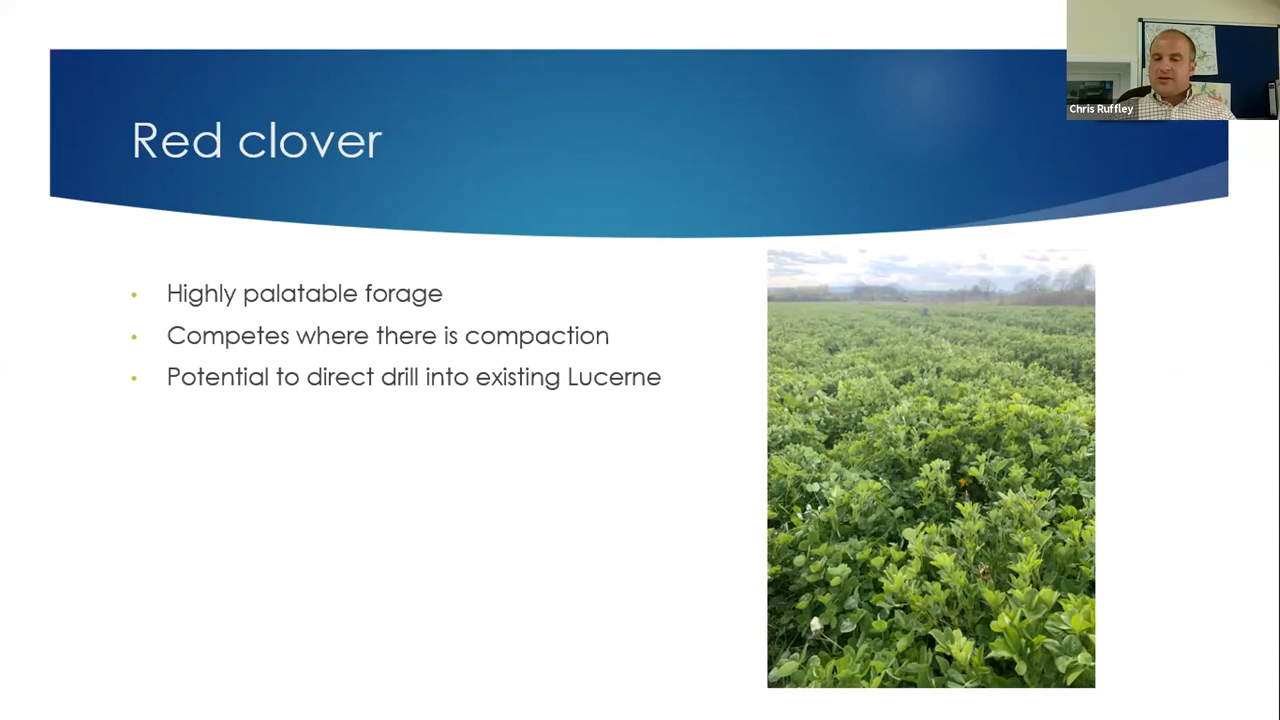 Chris Ruffley
Red clover
• Highly palatable forage
• Competes where there is compaction
• Potential to direct drill into existing Lucerne